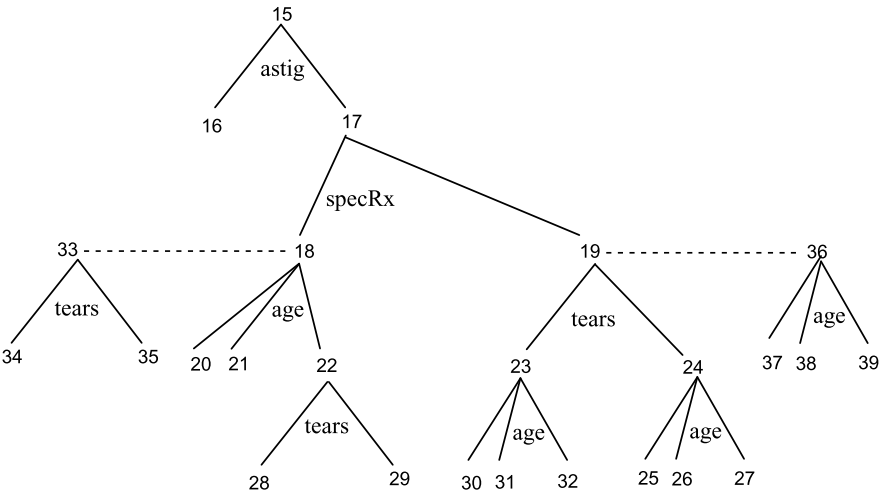 15
astig
16 17
specRx
33 18 19 36
tears age tears age
34 35 20 21 22 23 24 37 38 39
tears age age
28 29 30 31 32 25 26 27